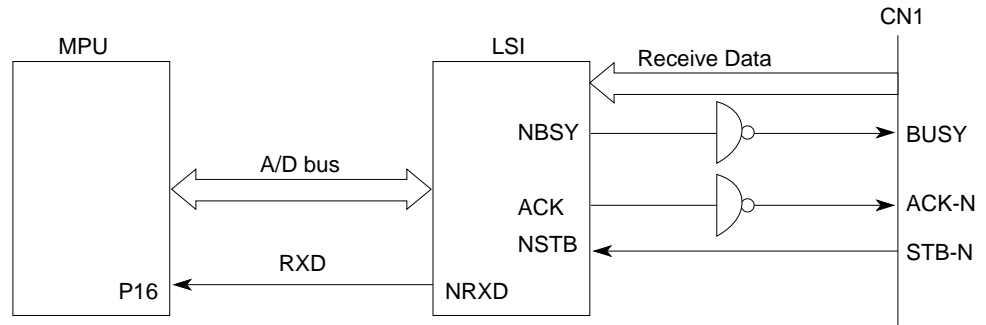 CN1
MPU
LSI
Receive Data
NBSY
BUSY
A/D bus
ACK
ACK-N
NSTB
STB-N
RXD
P16
NRXD